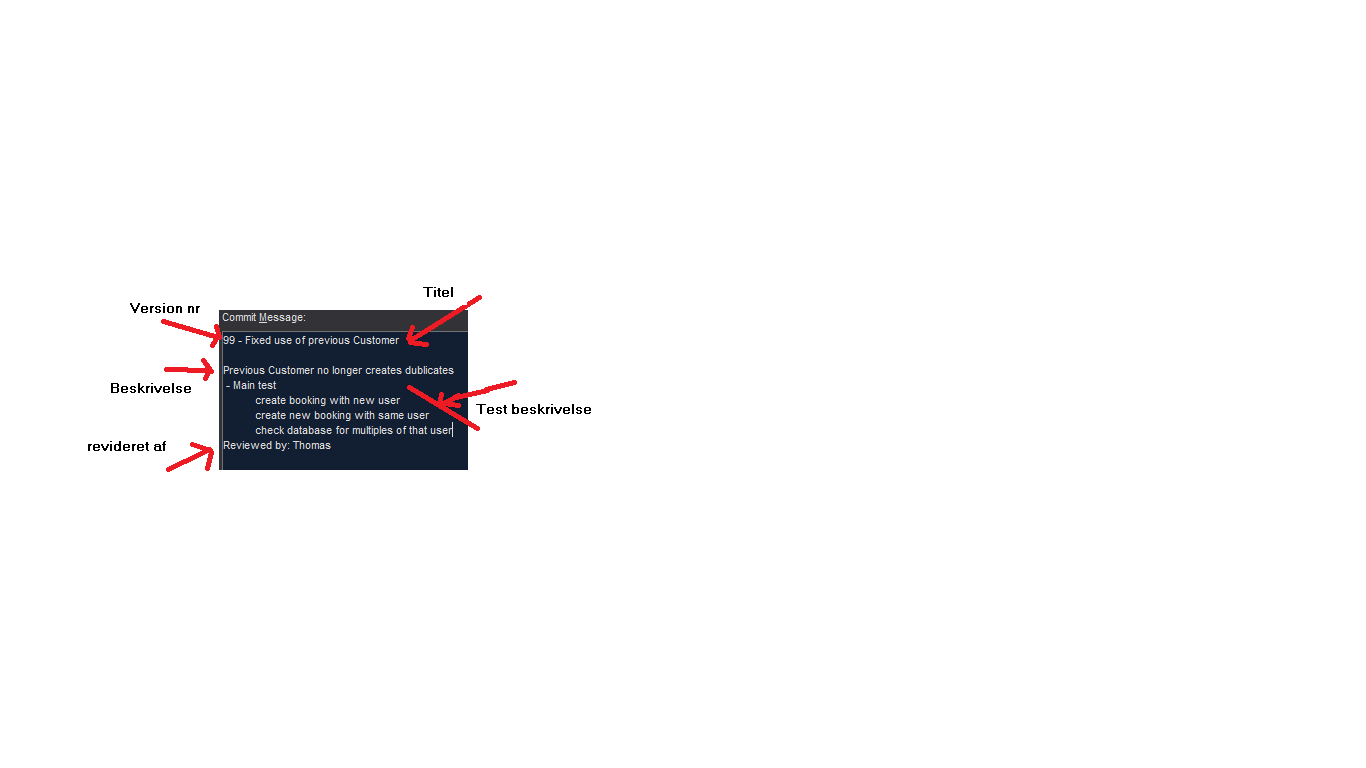 Titel
Version nr
Commit Message:
99 - Fixed use of previous Customer
Previous Customer no longer creates dublicates
Beskrivelse
- Main test
create booking with new user
create new booking with same user
Test beskrivelse
check database for multiples of that user
revideret af
Reviewed by: Thomas